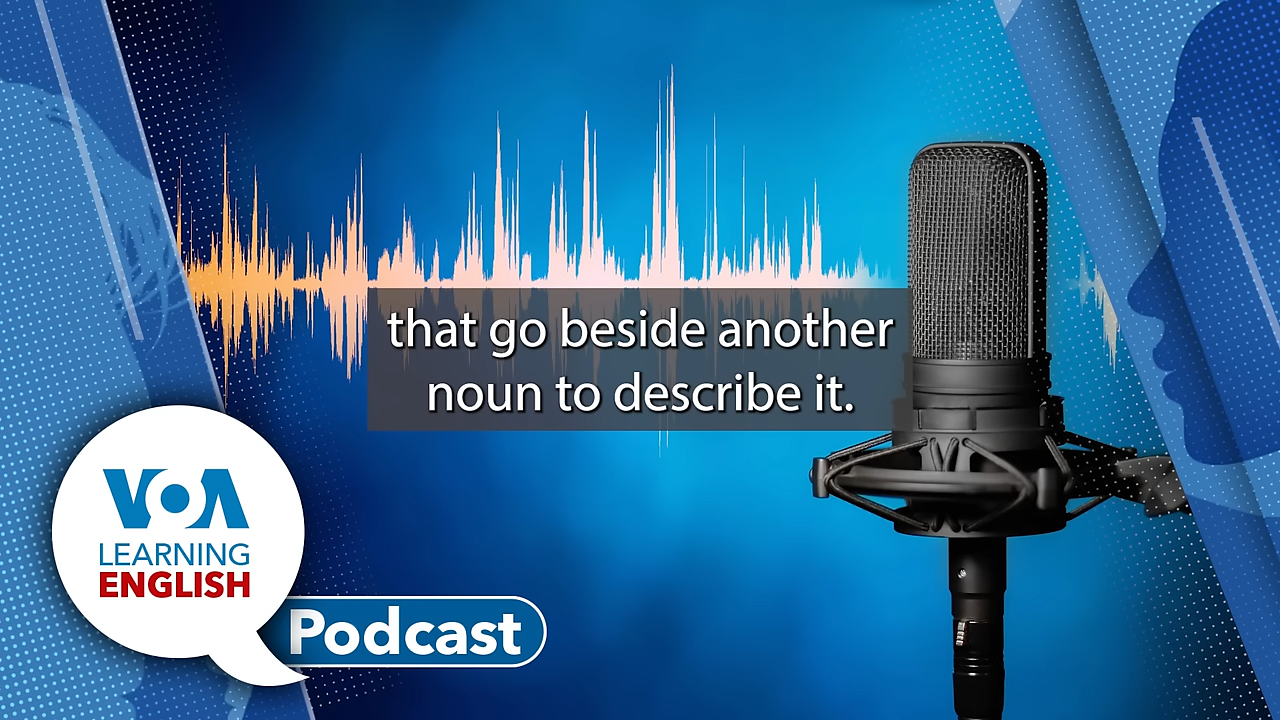 that go beside another
noun to describe it.
VOA
LEARNING
ENGLISH
Podcast